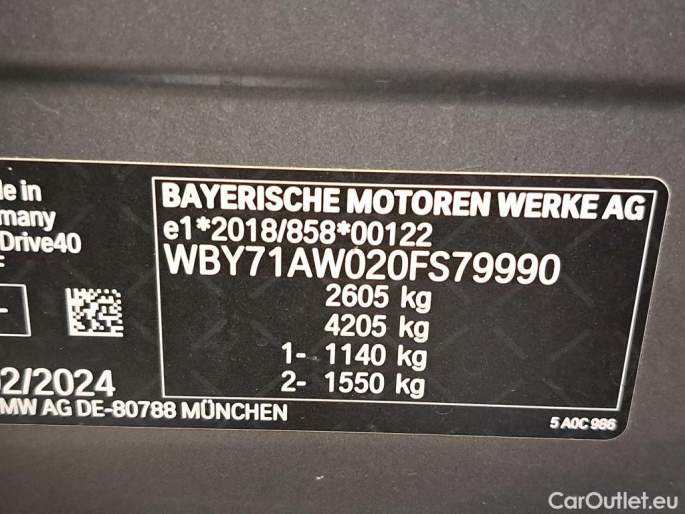 BAYERISCHE MOTOREN WERKE AG
e1*2018/858*00122
WBY71AW020FS79990
2605 kg
4205 kg
1- 1140 kg
2- 1550 kg
le in
many
Drive40
2/2024
MW AG DE-80788 MÜNCHEN
5 A0C 986
CarOutlet.eu